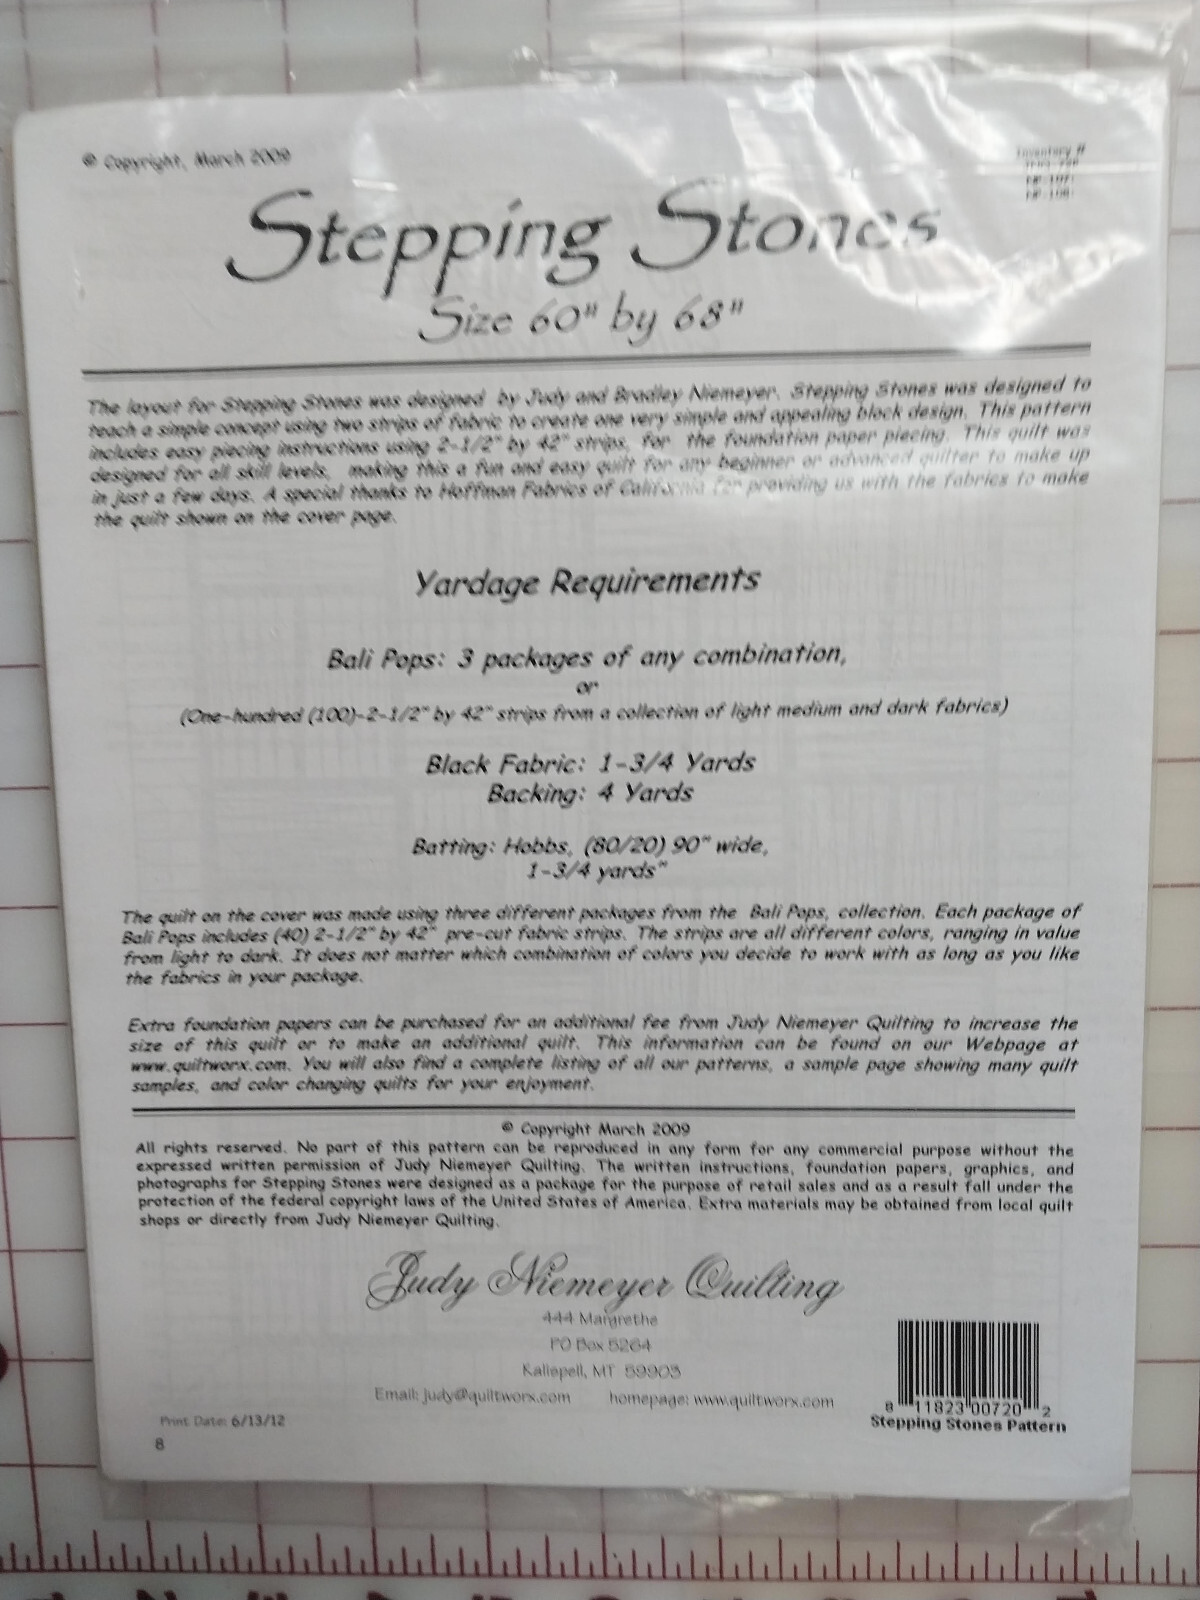 © Copyright, March 2009
Inventory #
Stepping Stones
Size 60" by 68"
The layout for Stepping Stones was designed by Judy and Bradley Niemeyer. Stepping Stones was designed to
teach a simple concept using two strips of fabric to create one very simple and appealing block design. This pattern
includes easy piecing instructions using 2-1/2" by 42" strips, for the foundation paper piecing. This quilt was
designed for all skill levels, making this a fun and easy quilt for any beginner or advanced quilter to make up
in just a few days. A special thanks to Hoffman Fabrics of California for providing us with the fabrics to make
the quilt shown on the cover page.
Yardage Requirements
Bali Pops: 3 packages of any combination,
or
(One-hundred (100)-2-1/2" by 42" strips from a collection of light medium and dark fabrics)
Black Fabric: 1-3/4 Yards
Backing: 4 Yards
Batting: Hobbs, (80/20) 90" wide,
1-3/4 yards"
The quilt on the cover was made using three different packages from the Bali Pops, collection. Each package of
Bali Pops includes (40) 2-1/2" by 42" pre-cut fabric strips. The strips are all different colors, ranging in value
from light to dark. It does not matter which combination of colors you decide to work with as long as you like
the fabrics in your package.
Extra foundation papers can be purchased for an additional fee from Judy Niemeyer Quilting to increase the
size of this quilt or to make an additional quilt. This information can be found on our Webpage at
www.quiltworx.com. You will also find a complete listing of all our patterns, a sample page showing many quilt
samples, and color changing quilts for your enjoyment.
© Copyright March 2009
All rights reserved. No part of this pattern can be reproduced in any form for any commercial purpose without the
expressed written permission of Judy Niemeyer Quilting. The written instructions, foundation papers, graphics, and
photographs for Stepping Stones were designed as a package for the purpose of retail sales and as a result fall under the
protection of the federal copyright laws of the United States of America. Extra materials may be obtained from local quilt
shops or directly from Judy Niemeyer Quilting.
Judy Niemeyer Quilting
444 Margrethe
PO Box 5264
Kalispell, MT 59903
Email: judy@quiltworx.com homepage: www.quiltworx.com
8 11823 00720 2
Stepping Stones Pattern
Print Date: 6/13/12
8